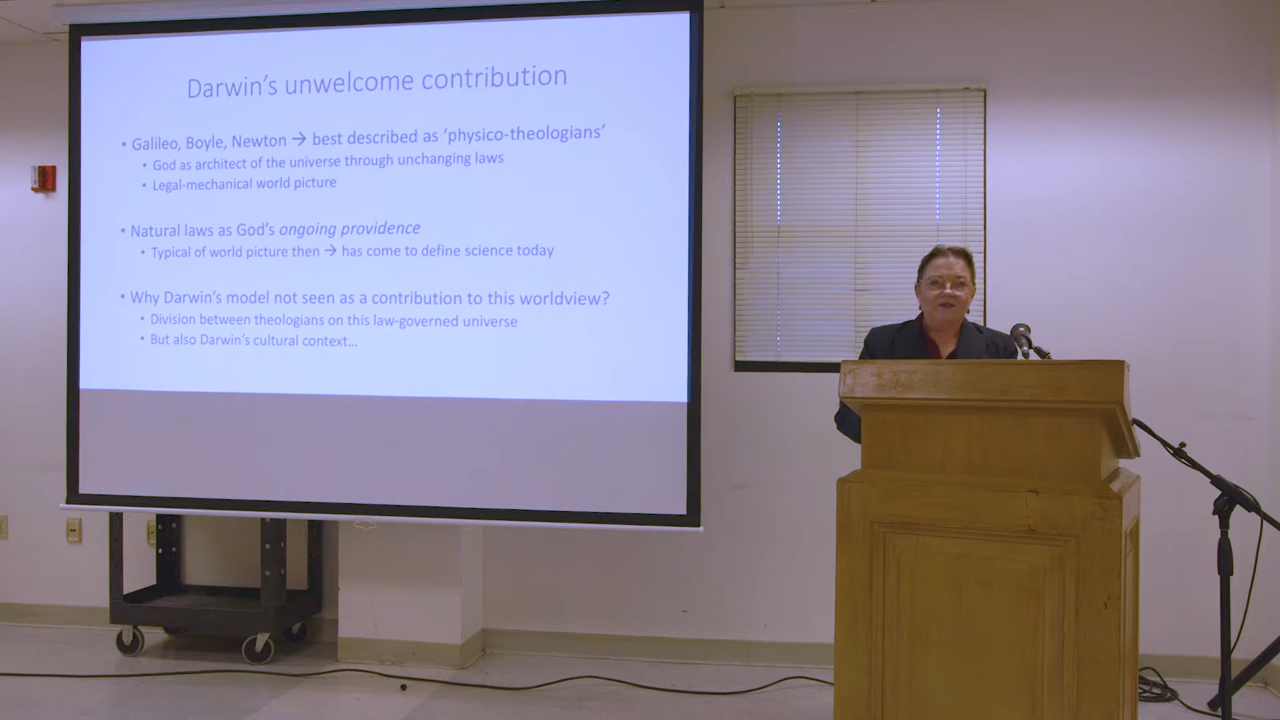 Darwin's unwelcome contribution
• Galileo, Boyle, Newton → best described as 'physico-theologians'
• God as architect of the universe through unchanging laws
• Legal-mechanical world picture
• Natural laws as God's ongoing providence
• Typical of world picture then → has come to define science today
• Why Darwin's model not seen as a contribution to this worldview?
• Division between theologians on this law-governed universe
• But also Darwin's cultural context...